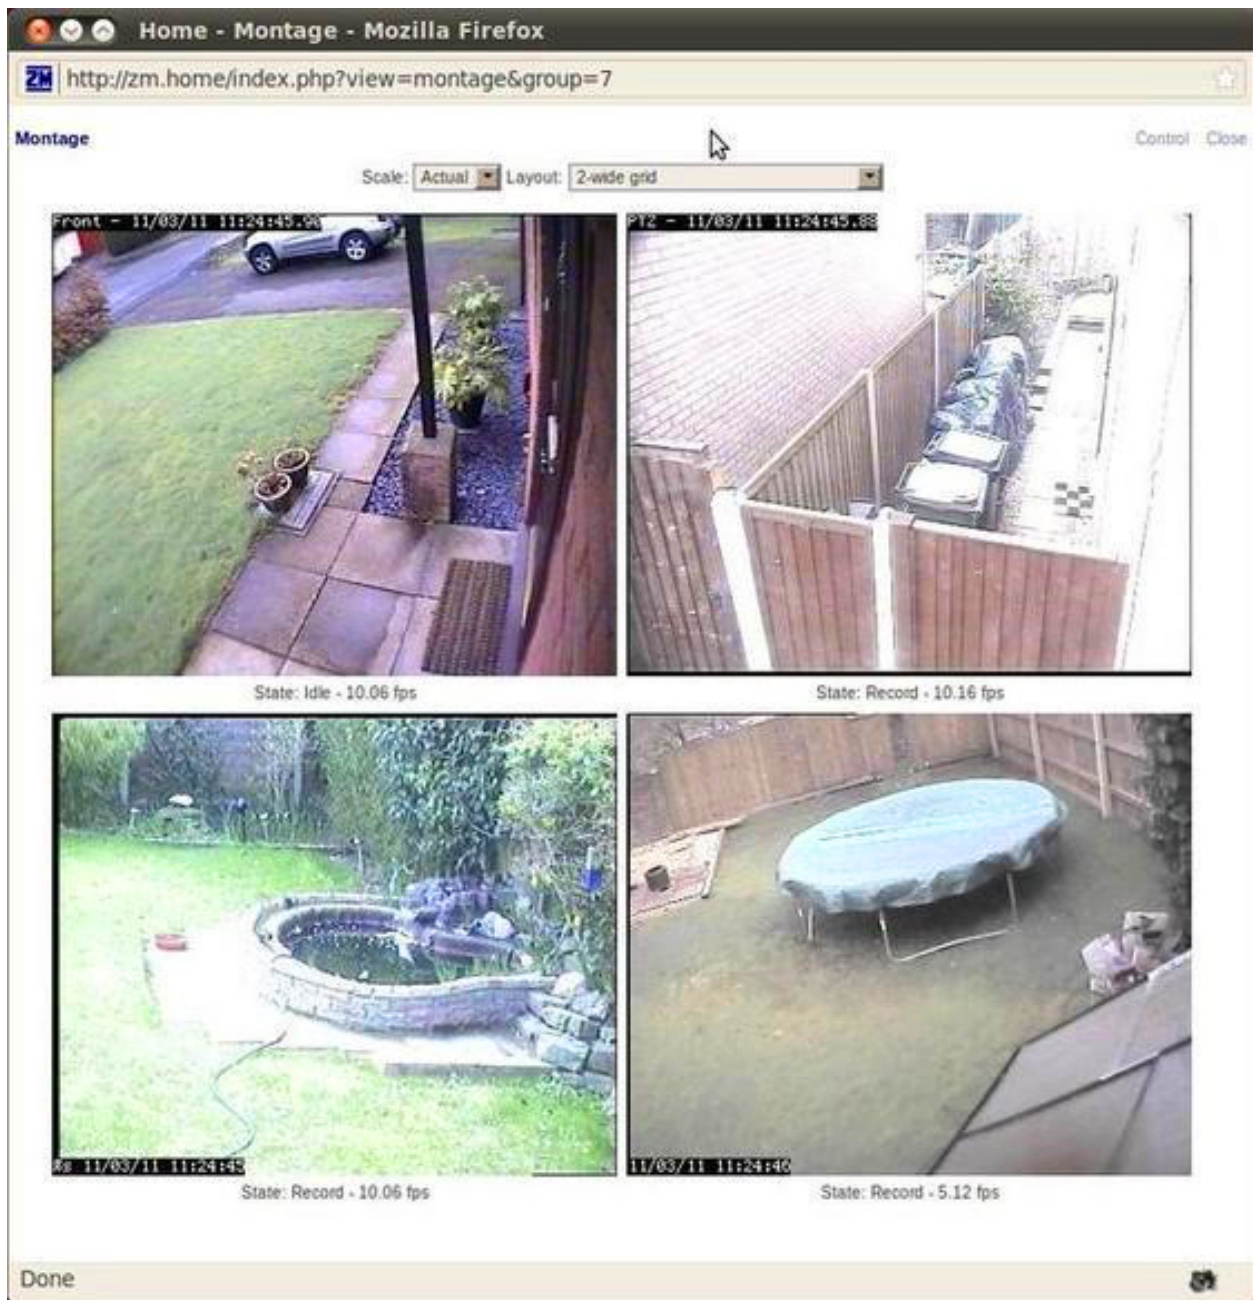 Home - Montage - Mozilla Firefox
ZM http://zm.home/index.php?view=montage&group=7
Montage
Control Close
Scale: Actual Layout: 2-wide grid
Front - 11/03/11 11:24:45.90
PTZ - 11/03/11 11:24:45.88
State: Idle - 10.06 fps
State: Record - 10.16 fps
11/03/11 11:24:45
11/03/11 11:24:46
State: Record - 10.06 fps
State: Record - 5.12 fps
Done